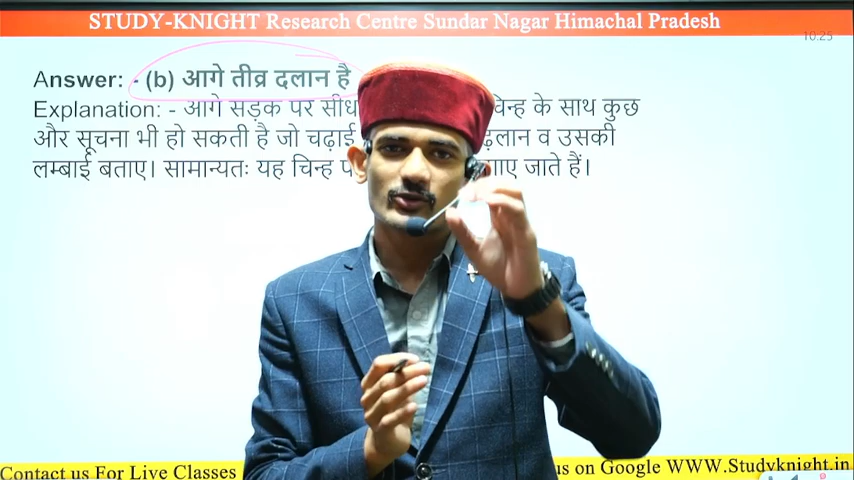 STUDY-KNIGHT Research Centre Sundar Nagar Himachal Pradesh
10:25
Answer: - (b) आगे तीव्र दलान है
Explanation: - आगे सड़क पर सीध चिन्ह के साथ कुछ
और सूचना भी हो सकती है जो चढ़ाई ढ़लान व उसकी
लम्बाई बताए। सामान्यतः यह चिन्ह जाते हैं।
Contact us For Live Classes us on Google WWW.Studyknight.in